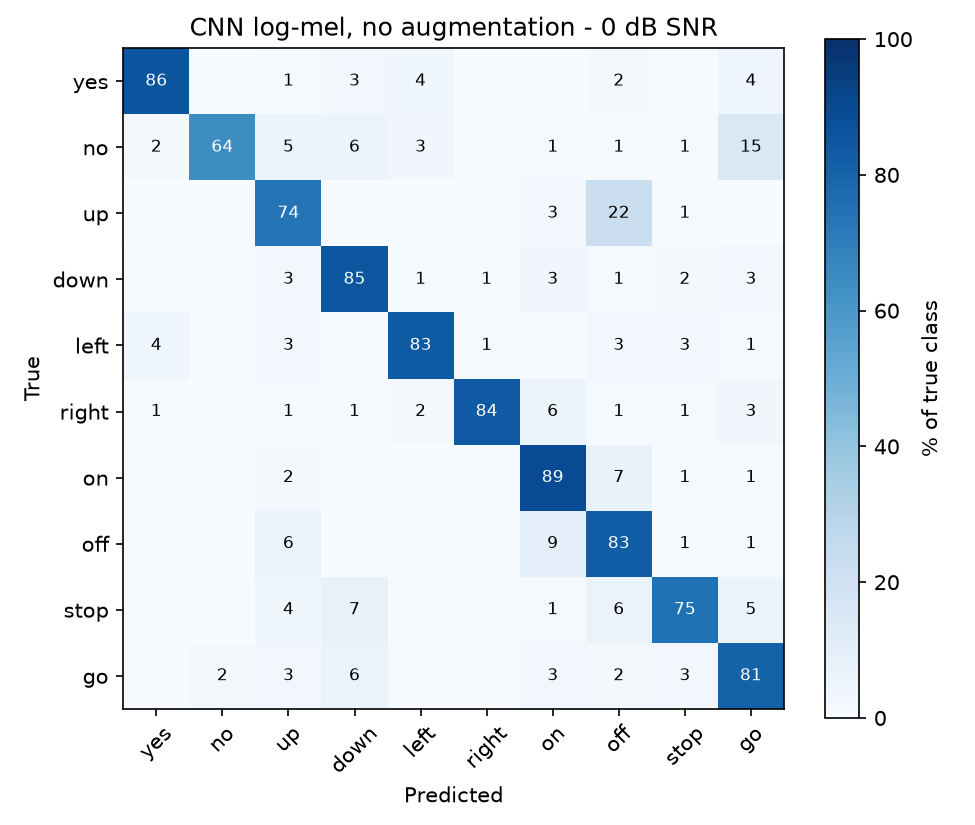 CNN log-mel, no augmentation - 0 dB SNR
yes 86 1 3 4 2 4
no 2 64 5 6 3 1 1 1 15
up 74 3 22 1
down 3 85 1 1 3 1 2 3
left 4 3 83 1 3 3 1
right 1 1 1 2 84 6 1 1 3
on 2 89 7 1 1
off 6 9 83 1 1
stop 4 7 1 6 75 5
go 2 3 6 3 2 3 81
yes no up down left right on off stop go
Predicted
True
100
80
60
40
20
0
% of true class